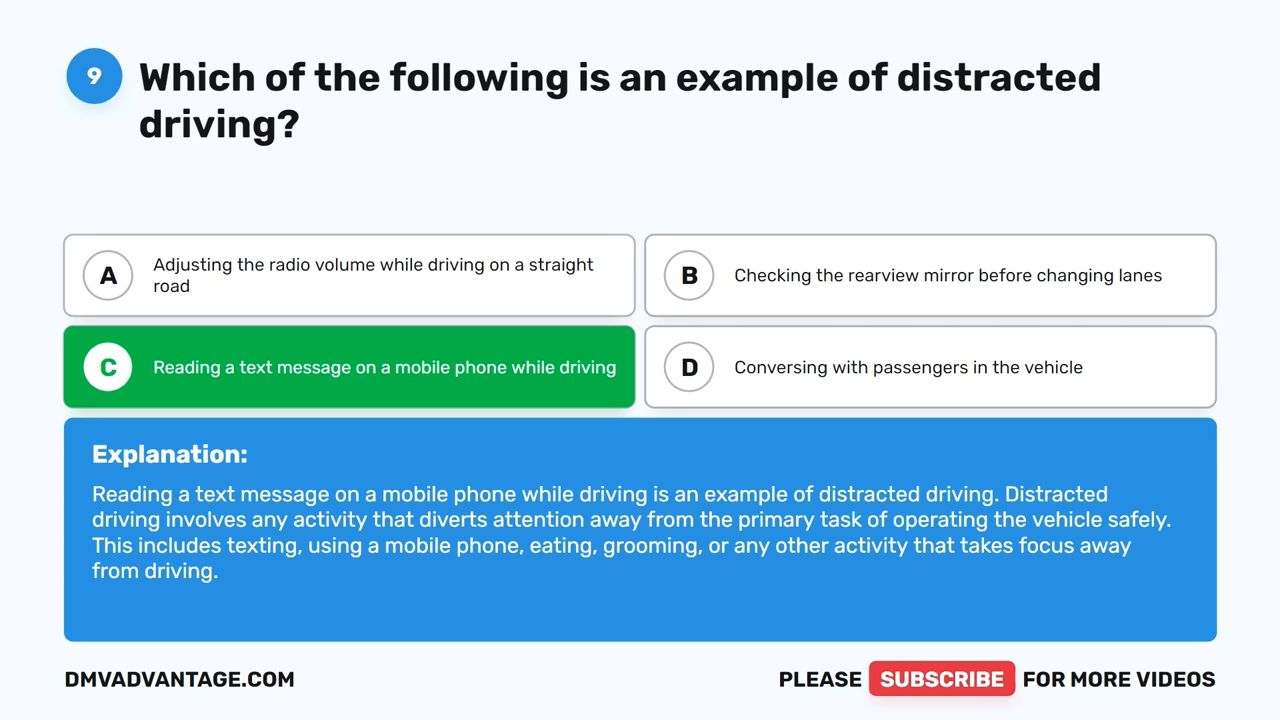 9
Which of the following is an example of distracted
driving?
A
Adjusting the radio volume while driving on a straight
road
B
Checking the rearview mirror before changing lanes
C
Reading a text message on a mobile phone while driving
D
Conversing with passengers in the vehicle
Explanation:
Reading a text message on a mobile phone while driving is an example of distracted driving. Distracted
driving involves any activity that diverts attention away from the primary task of operating the vehicle safely.
This includes texting, using a mobile phone, eating, grooming, or any other activity that takes focus away
from driving.
DMVADVANTAGE.COM
PLEASE SUBSCRIBE FOR MORE VIDEOS